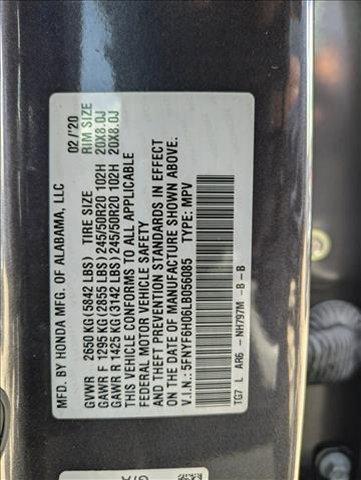 MFD. BY HONDA MFG. OF ALABAMA, LLC 02/'20
GVWR 2650 KG (5842 LBS) TIRE SIZE RIM SIZE
GAWR F 1295 KG (2855 LBS) 245/50R20 102H 20X8.0J
GAWR R 1425 KG (3142 LBS) 245/50R20 102H 20X8.0J
THIS VEHICLE CONFORMS TO ALL APPLICABLE
FEDERAL MOTOR VEHICLE SAFETY
AND THEFT PREVENTION STANDARDS IN EFFECT
ON THE DATE OF MANUFACTURE SHOWN ABOVE.
V.I.N.: 5FNYF6H06LB056085 TYPE: MPV
TG7 L AR6 - NH797M -B - B